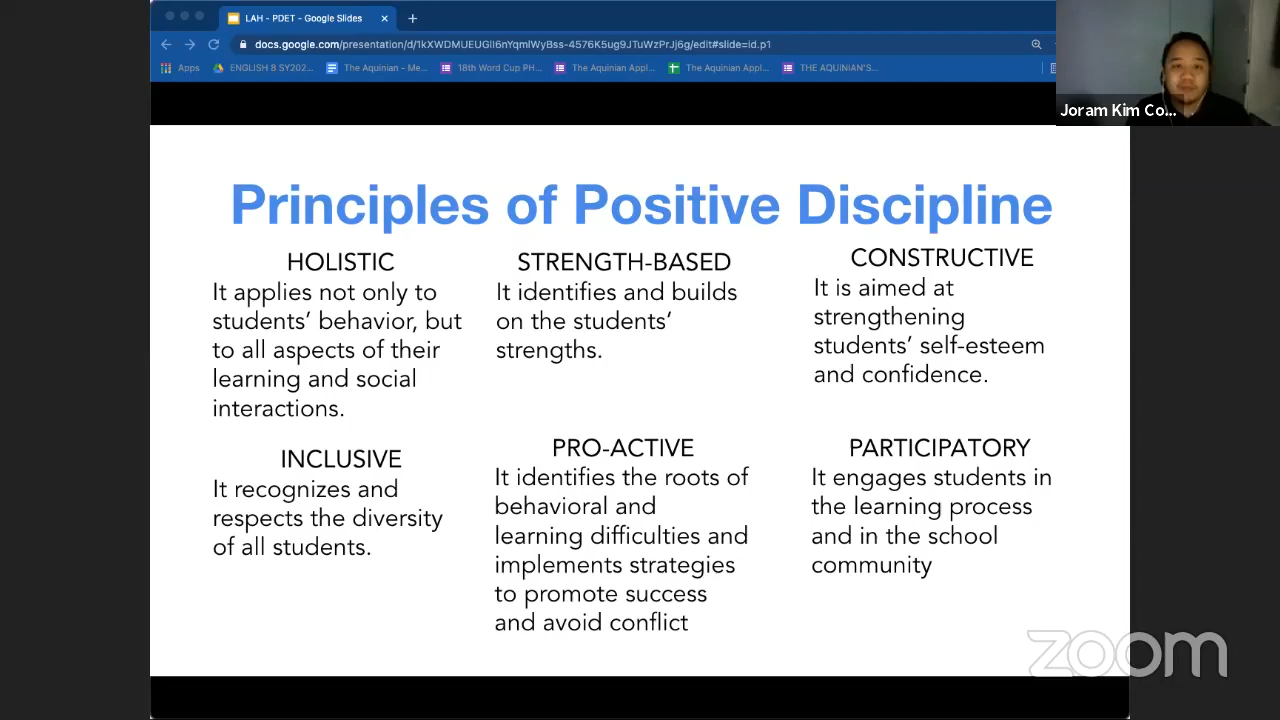 LAH - PDET - Google Slides
docs.google.com/presentation/d/1kXWDMUEUGlI6nYqmlWyBss-4576K5ug9JTuWzPrJj6g/edit#slide=id.p1
Apps
ENGLISH 8 SY202...
The Aquinian - Me...
18th Word Cup PH...
The Aquinian Appl...
The Aquinian Appl...
THE AQUINIAN'S...
Joram Kim Co...
Principles of Positive Discipline
HOLISTIC
It applies not only to
students’ behavior, but
to all aspects of their
learning and social
interactions.
STRENGTH-BASED
It identifies and builds
on the students’
strengths.
CONSTRUCTIVE
It is aimed at
strengthening
students’ self-esteem
and confidence.
INCLUSIVE
It recognizes and
respects the diversity
of all students.
PRO-ACTIVE
It identifies the roots of
behavioral and
learning difficulties and
implements strategies
to promote success
and avoid conflict
PARTICIPATORY
It engages students in
the learning process
and in the school
community
zoom